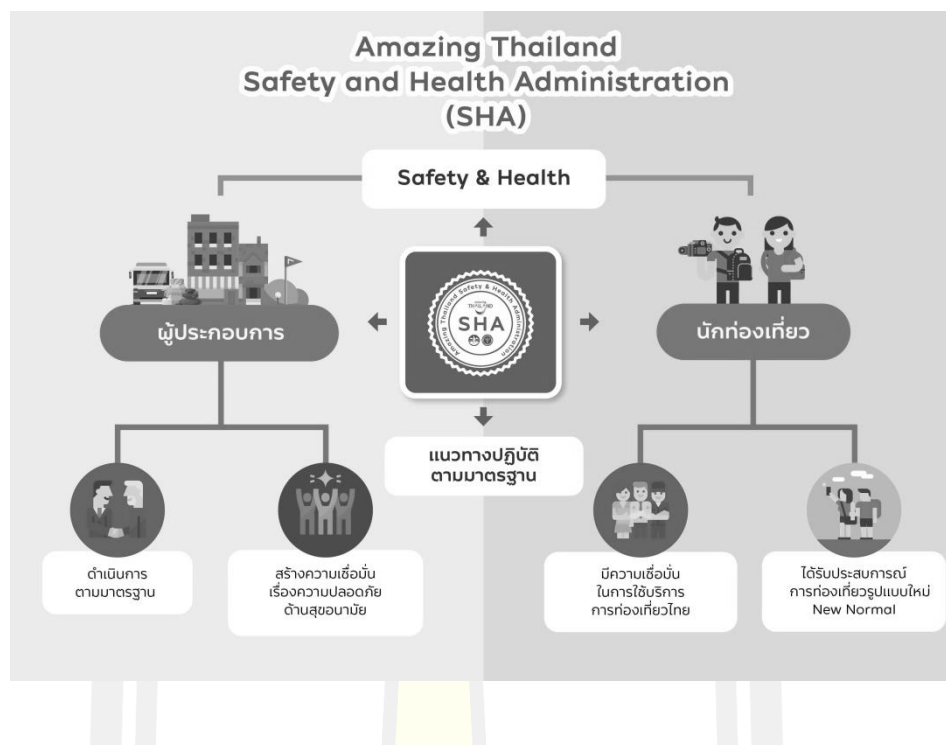 Amazing Thailand
Safety and Health Administration
(SHA)
Safety & Health
Amazing Thailand Safety & Health Administration
THAILAND
SHA
ผู้ประกอบการ
นักท่องเที่ยว
แนวทางปฏิบัติ
ตามมาตรฐาน
ดำเนินการ
ตามมาตรฐาน
สร้างความเชื่อมั่น
เรื่องความปลอดภัย
ด้านสุขอนามัย
มีความเชื่อมั่น
ในการใช้บริการ
การท่องเที่ยวไทย
ได้รับประสบการณ์
การท่องเที่ยวรูปแบบใหม่
New Normal